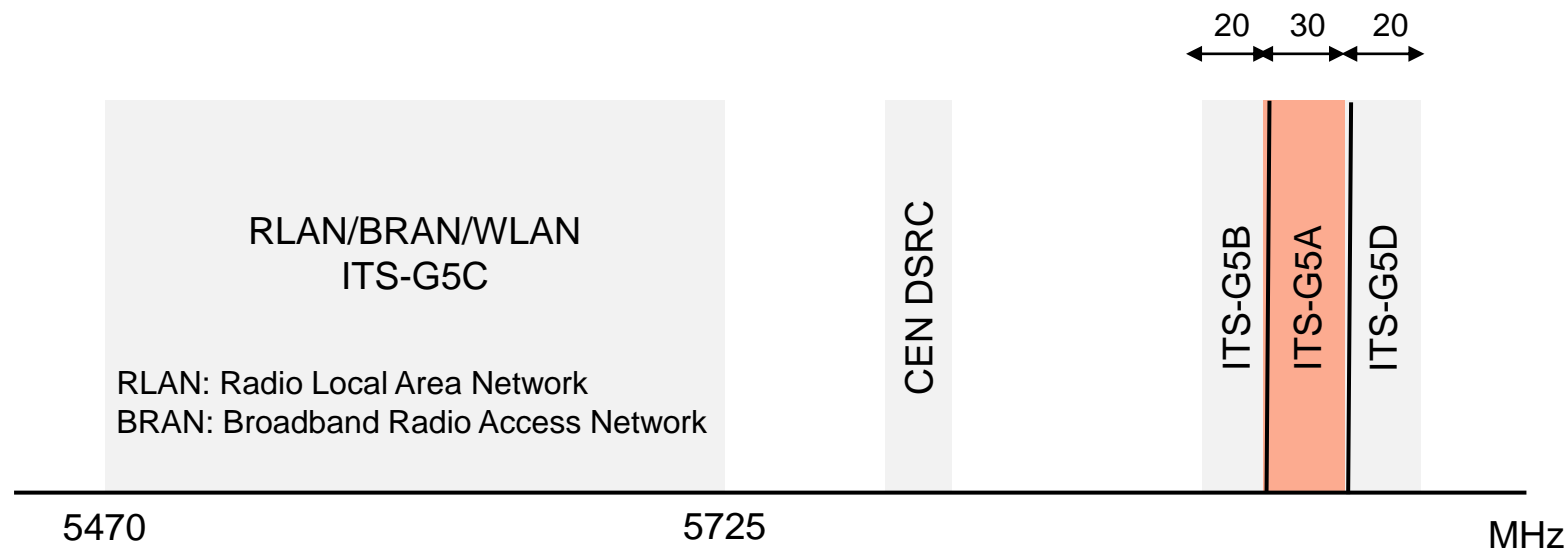 20 30 20
RLAN/BRAN/WLAN
ITS-G5C
RLAN: Radio Local Area Network
BRAN: Broadband Radio Access Network
CEN DSRC
ITS-G5B
ITS-G5A
ITS-G5D
5470 5725 MHz